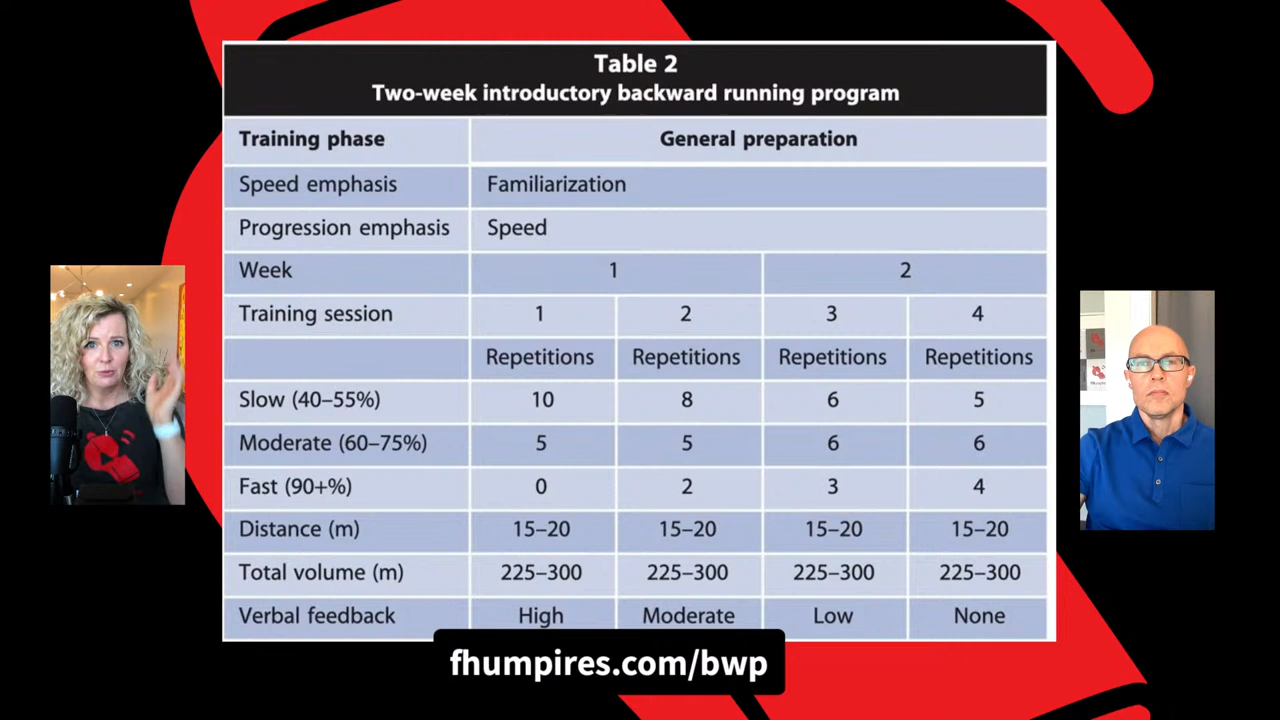 Table 2
Two-week introductory backward running program
Training phase General preparation
Speed emphasis Familiarization
Progression emphasis Speed
Week 1 2
Training session 1 2 3 4
Repetitions Repetitions Repetitions Repetitions
Slow (40–55%) 10 8 6 5
Moderate (60–75%) 5 5 6 6
Fast (90+%) 0 2 3 4
Distance (m) 15–20 15–20 15–20 15–20
Total volume (m) 225–300 225–300 225–300 225–300
Verbal feedback High Moderate Low None
fhumpires.com/bwp